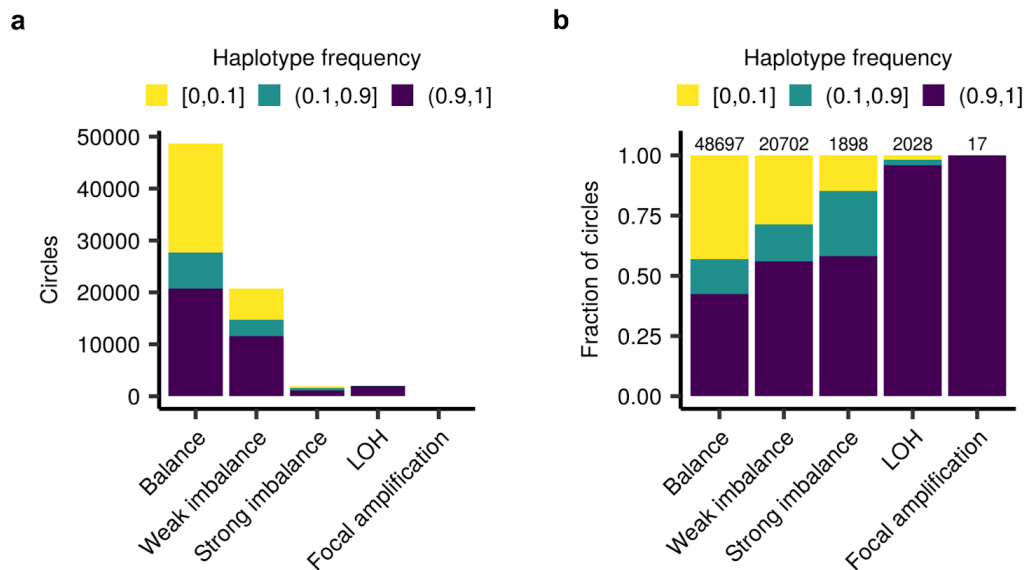 a
Haplotype frequency
[0,0.1] (0.1,0.9] (0.9,1]
50000
40000
30000
20000
10000
0
Circles
Balance
Weak imbalance
Strong imbalance
LOH
Focal amplification
b
Haplotype frequency
[0,0.1] (0.1,0.9] (0.9,1]
48697 20702 1898 2028 17
1.00
0.75
0.50
0.25
0.00
Fraction of circles
Balance
Weak imbalance
Strong imbalance
LOH
Focal amplification